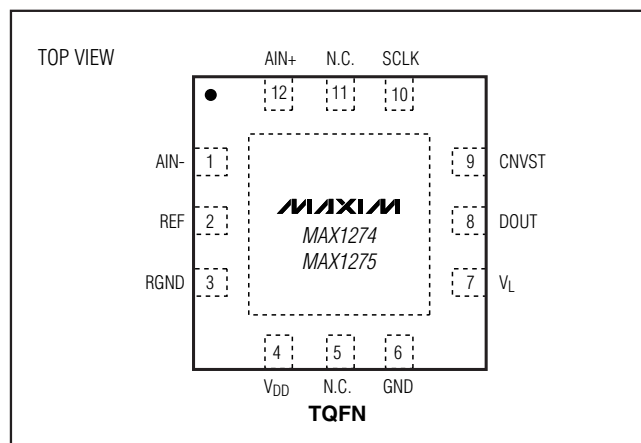 TOP VIEW
AIN+ N.C. SCLK
12 11 10
AIN- 1
9 CNVST
REF 2
MAXIM
8 DOUT
MAX1274
MAX1275
RGND 3
7 VL
4 5 6
VDD N.C. GND
TQFN